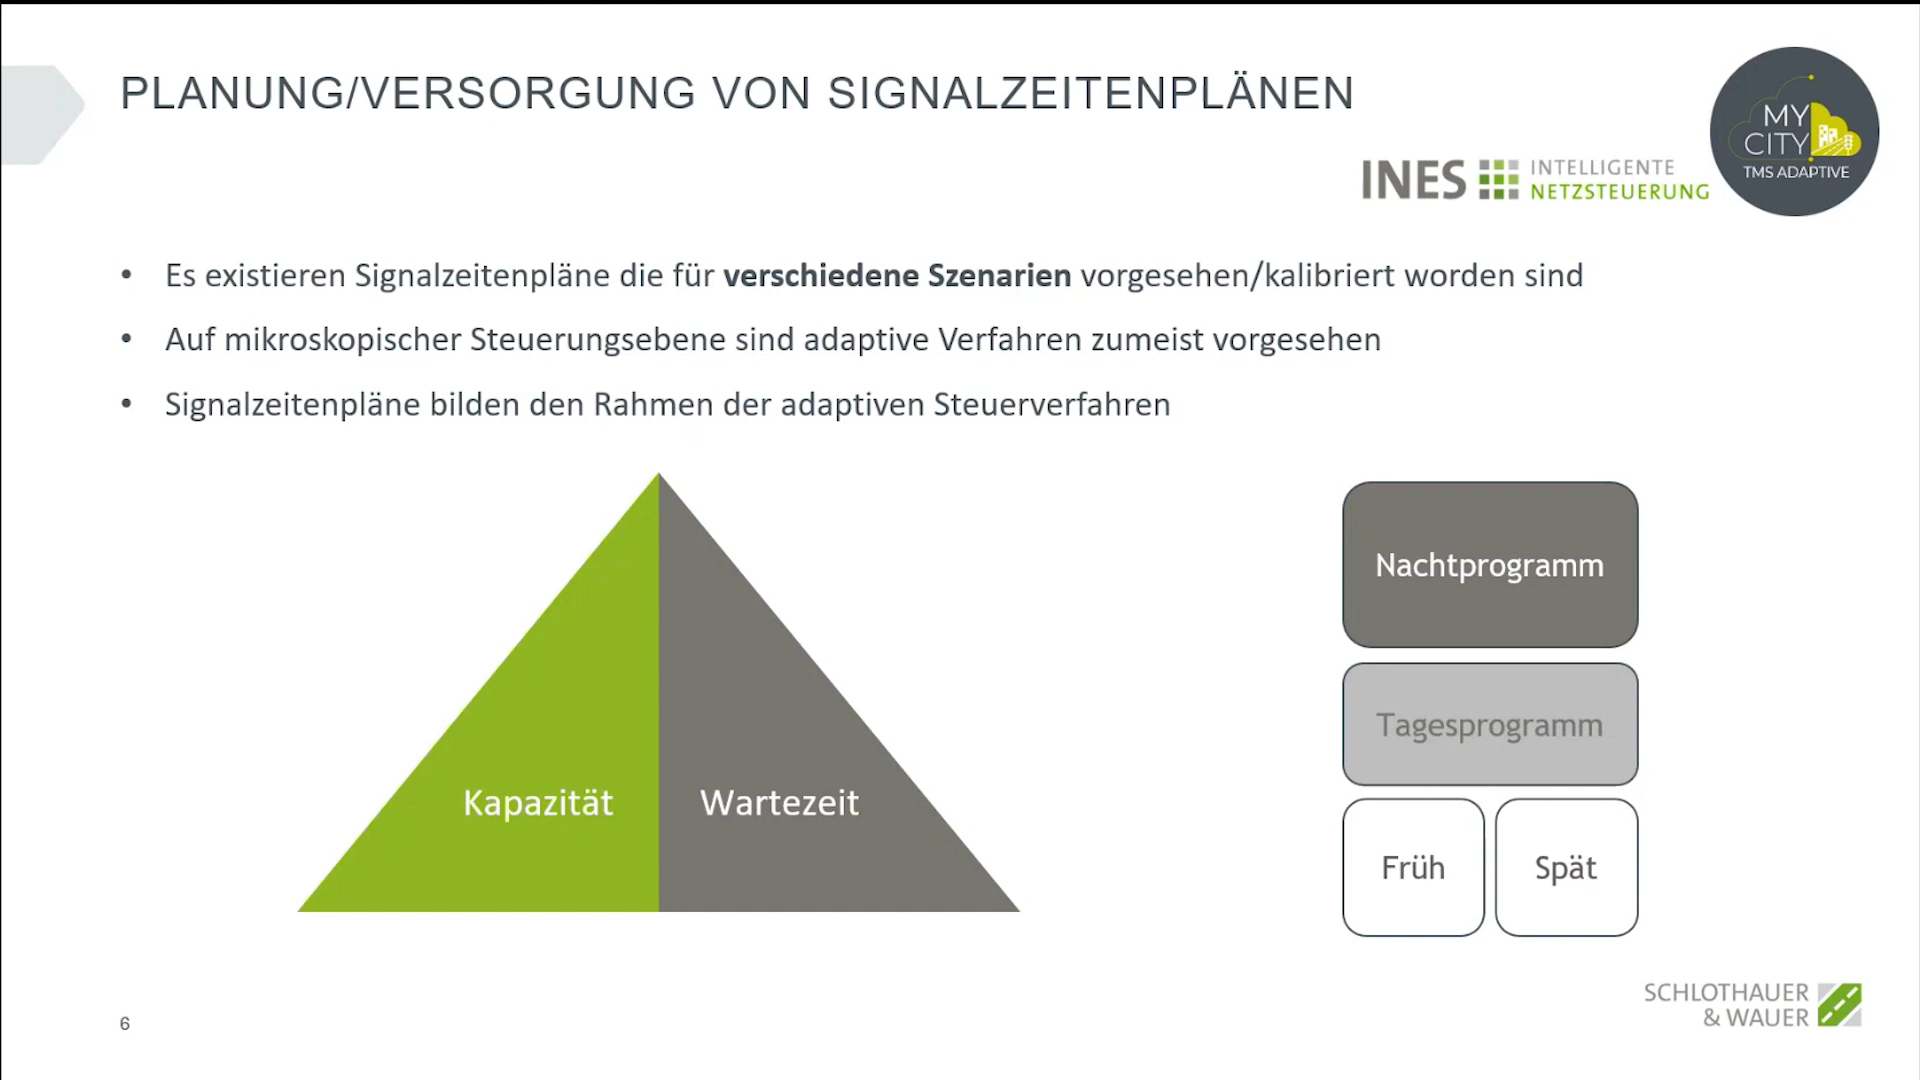 PLANUNG/VERSORGUNG VON SIGNALZEITENPLÄNEN
MY
CITY
TMS ADAPTIVE
INES INTELLIGENTE
NETZSTEUERUNG
• Es existieren Signalzeitenpläne die für verschiedene Szenarien vorgesehen/kalibriert worden sind
• Auf mikroskopischer Steuerungsebene sind adaptive Verfahren zumeist vorgesehen
• Signalzeitenpläne bilden den Rahmen der adaptiven Steuerverfahren
Kapazität
Wartezeit
Nachtprogramm
Tagesprogramm
Früh
Spät
SCHLOTHAUER
& WAUER
6